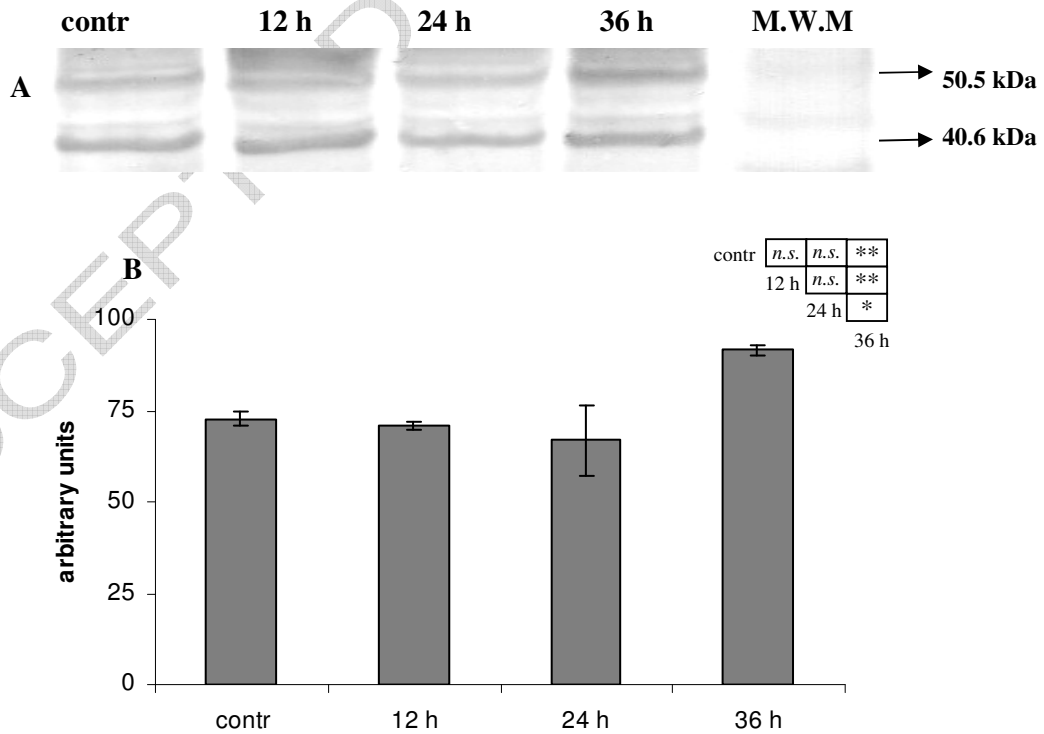 contr 12 h 24 h 36 h M.W.M
A
50.5 kDa
40.6 kDa
B
contr n.s. n.s. **
12 h n.s. **
24 h *
36 h
100
75
50
25
0
arbitrary units
contr 12 h 24 h 36 h
CCEPT